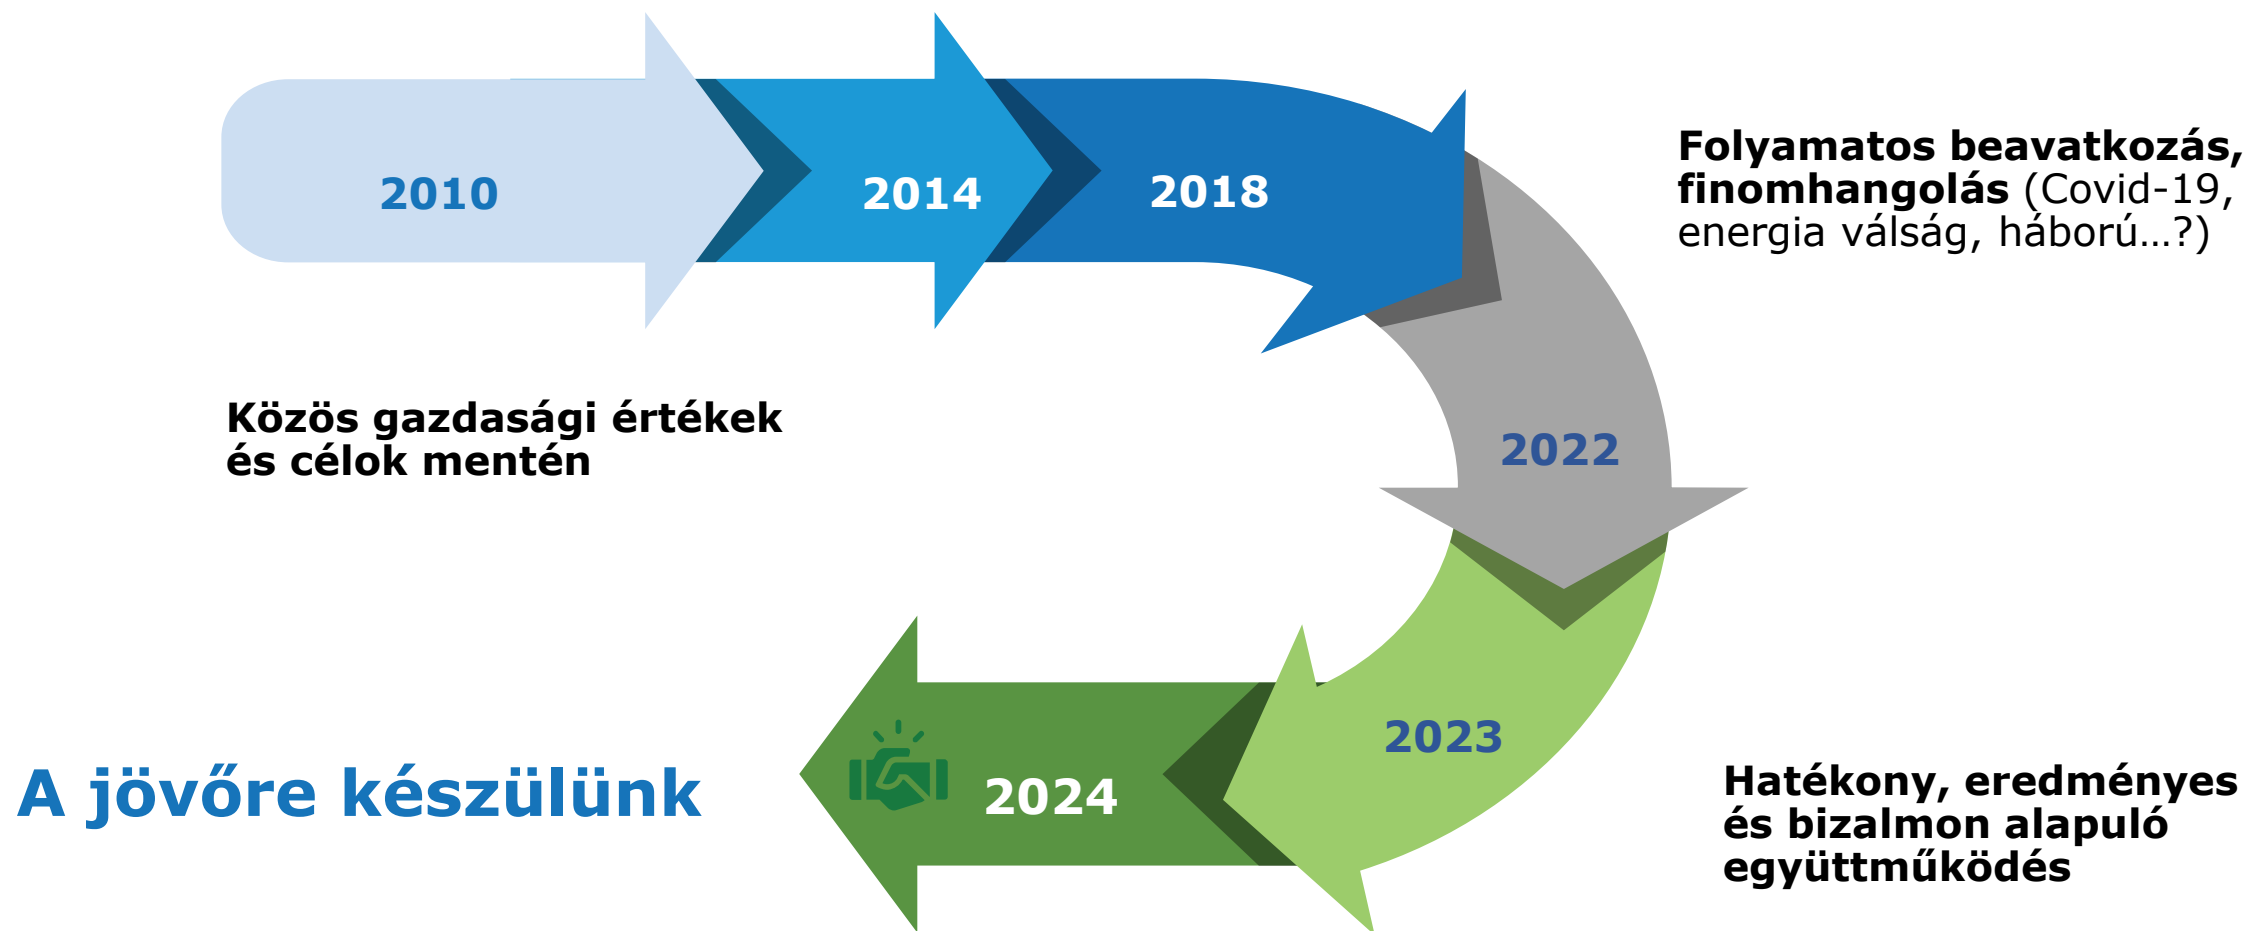 2010
2014
2018
Folyamatos beavatkozás,
finomhangolás (Covid-19,
energia válság, háború…?)
Közös gazdasági értékek
és célok mentén
2022
2023
2024
A jövőre készülünk
Hatékony, eredményes
és bizalmon alapuló
együttműködés